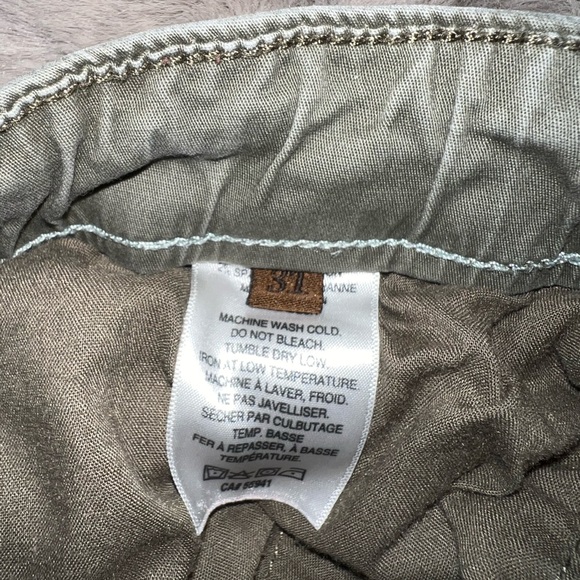 31
MACHINE WASH COLD.
DO NOT BLEACH.
TUMBLE DRY LOW.
IRON AT LOW TEMPERATURE.
MACHINE À LAVER, FROID.
NE PAS JAVELLISER.
SÉCHER PAR CULBUTAGE
TEMP. BASSE
FER À REPASSER, À BASSE
TEMPÉRATURE.